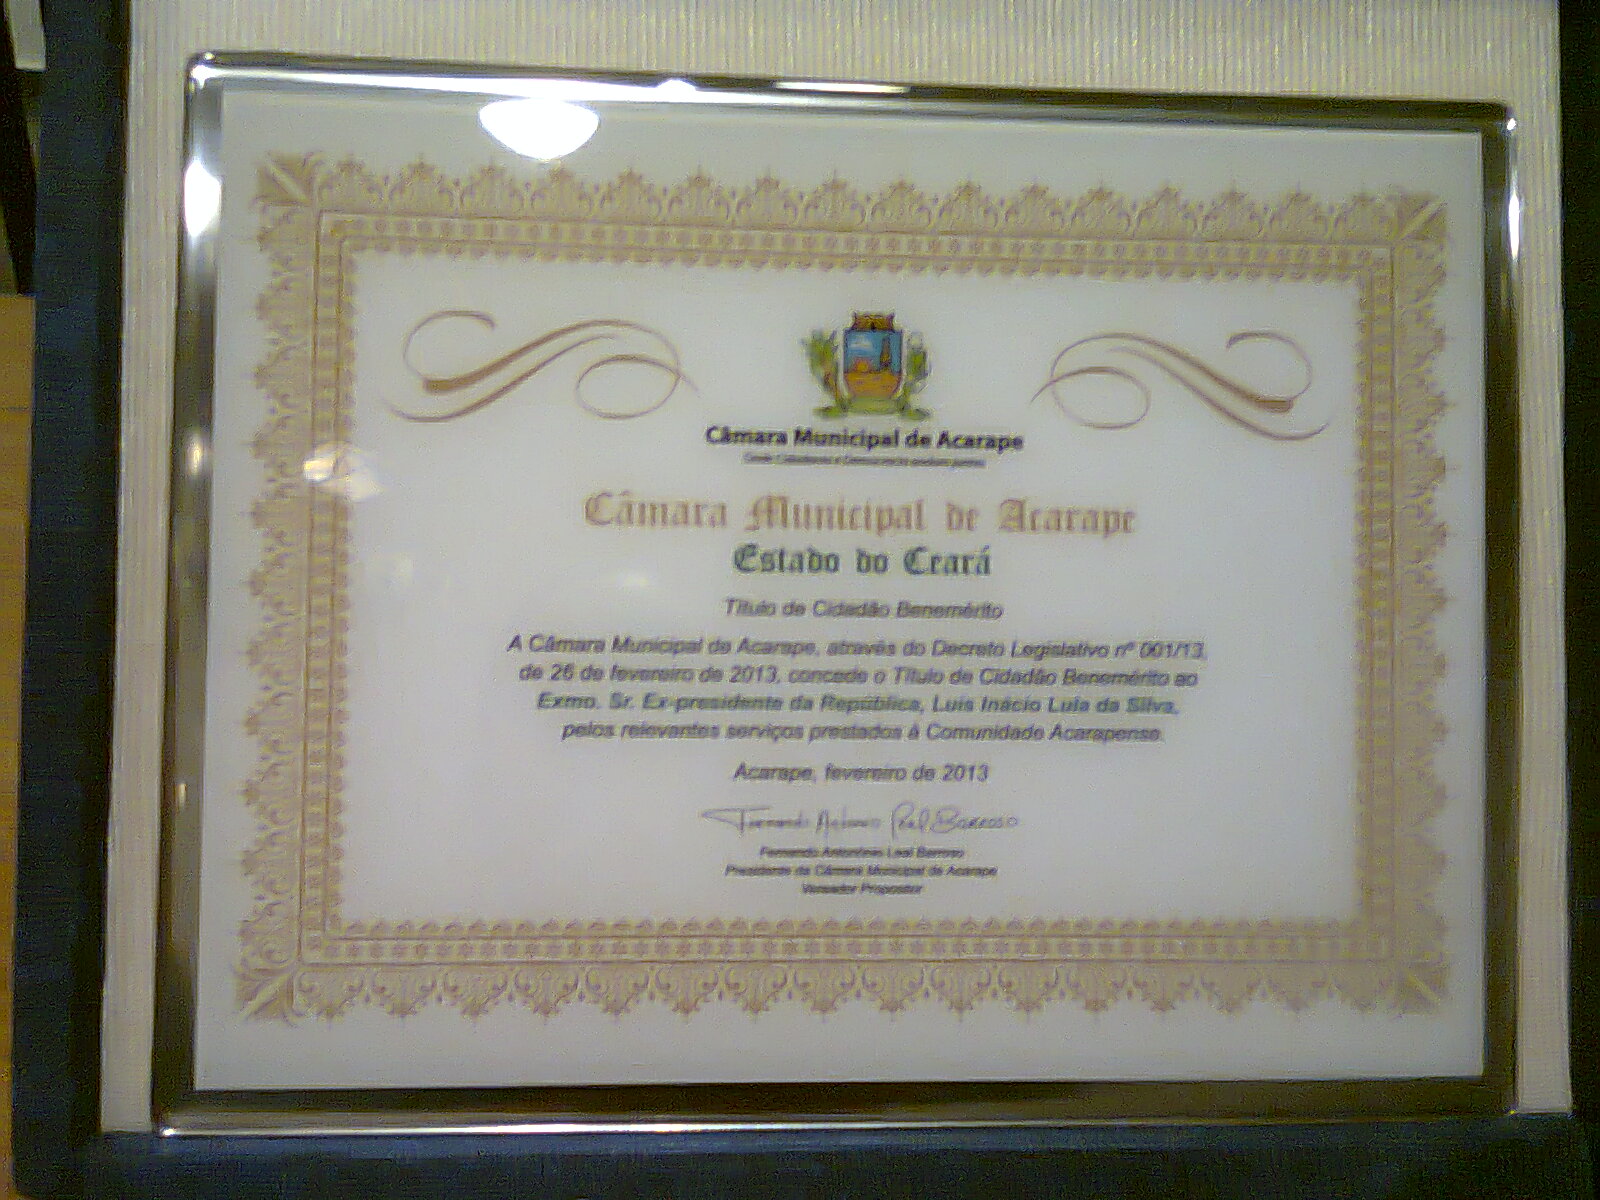 Câmara Municipal de Acarape
Câmara Municipal de Acarape
Estado do Ceará
Título de Cidadão Benemérito
A Câmara Municipal de Acarape, através do Decreto Legislativo nº 001/13,
de 26 de fevereiro de 2013, concede o Título de Cidadão Benemérito ao
Exmo. Sr. Ex-presidente da República, Luis Inácio Lula da Silva,
pelos relevantes serviços prestados à Comunidade Acarapense.
Acarape, fevereiro de 2013
Fernando Leal Barroso
Presidente da Câmara Municipal de Acarape
Vereador Propositor